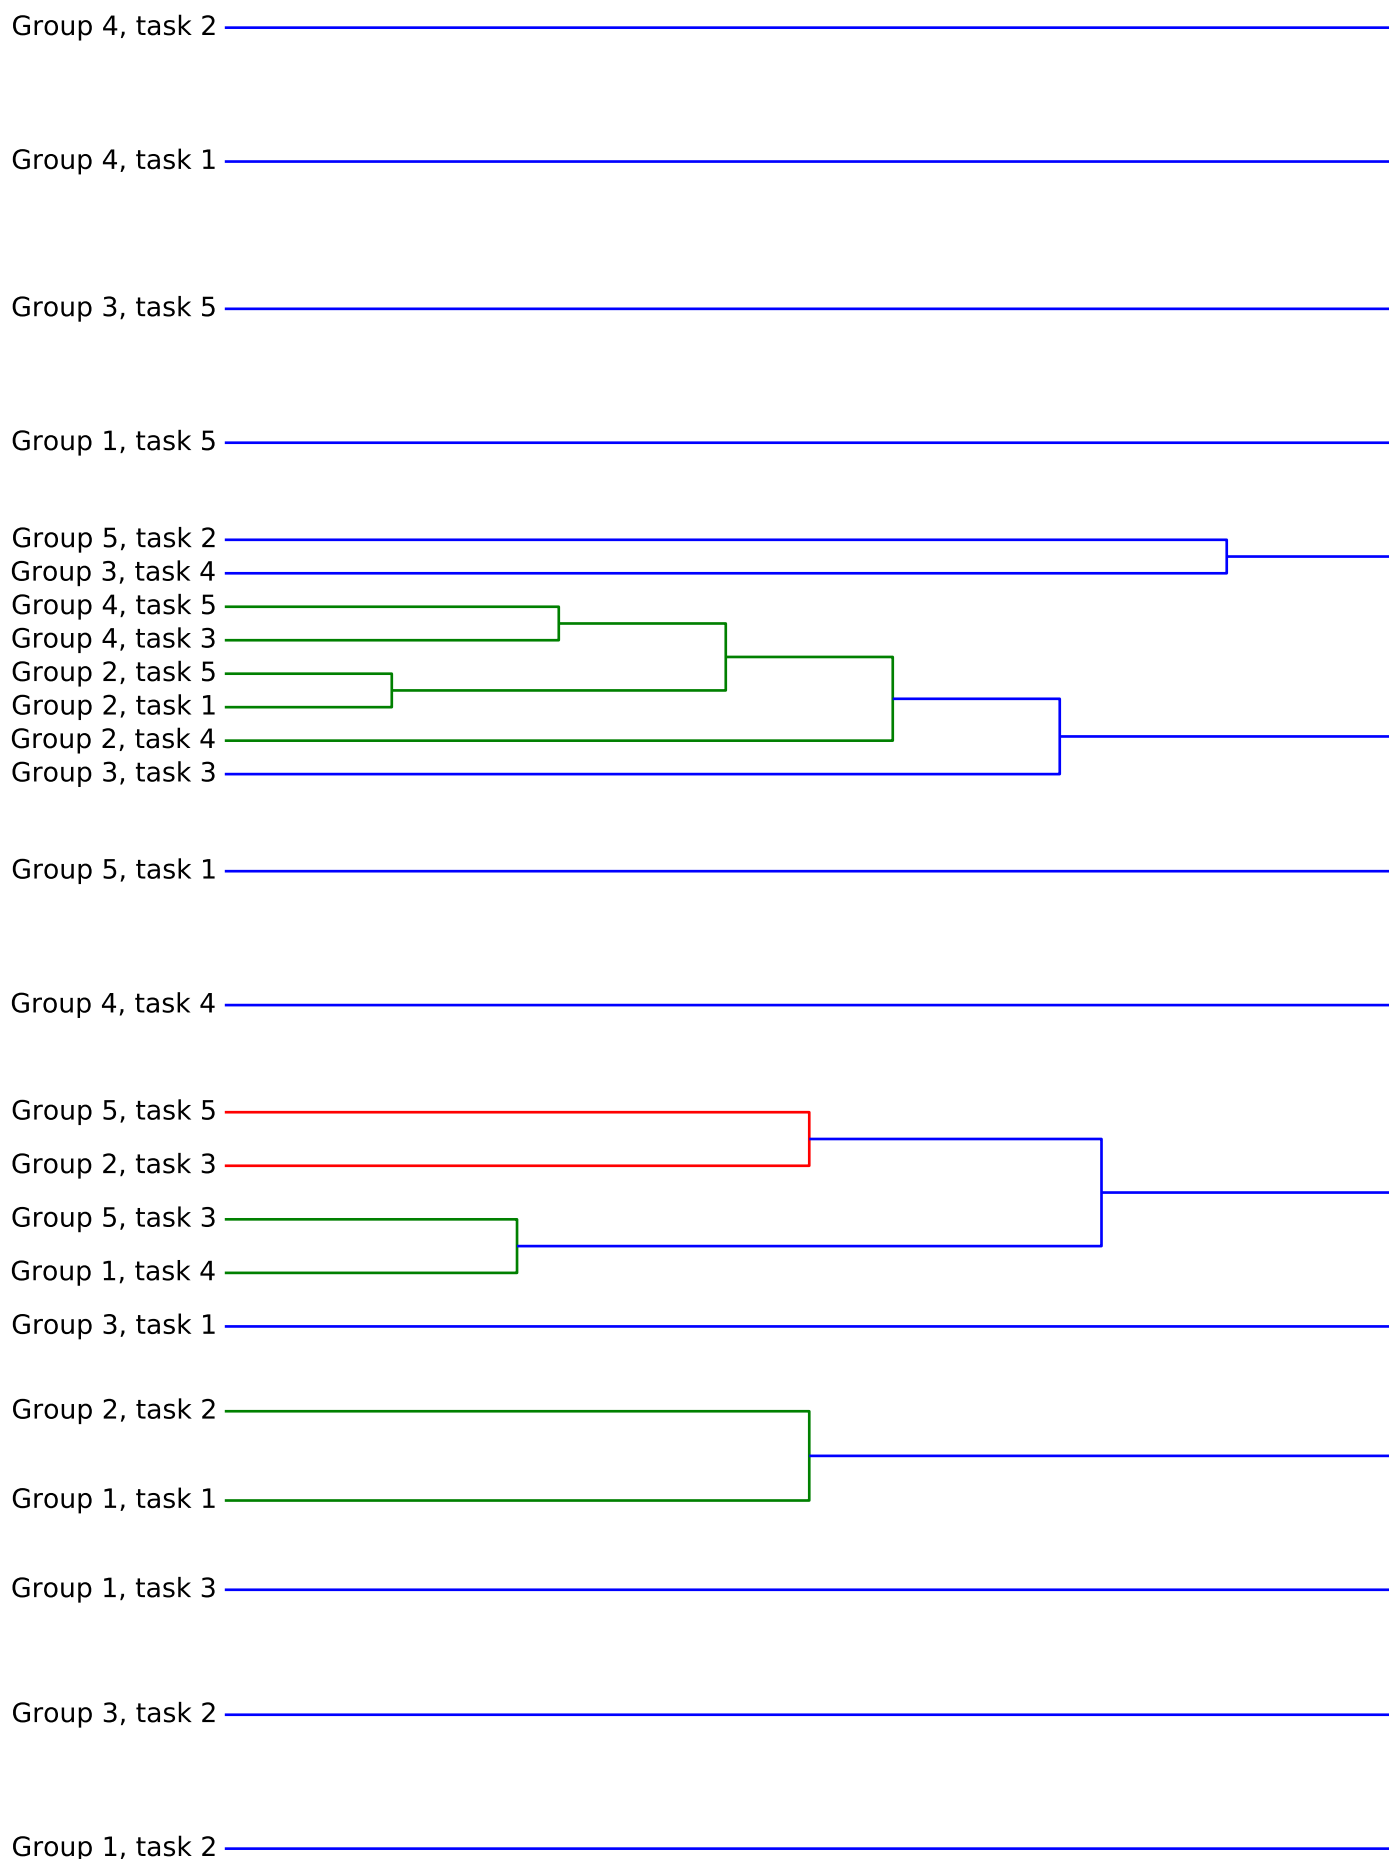 Group 4, task 2
Group 4, task 1
Group 3, task 5
Group 1, task 5
Group 5, task 2
Group 3, task 4
Group 4, task 5
Group 4, task 3
Group 2, task 5
Group 2, task 1
Group 2, task 4
Group 3, task 3
Group 5, task 1
Group 4, task 4
Group 5, task 5
Group 2, task 3
Group 5, task 3
Group 1, task 4
Group 3, task 1
Group 2, task 2
Group 1, task 1
Group 1, task 3
Group 3, task 2
Group 1, task 2